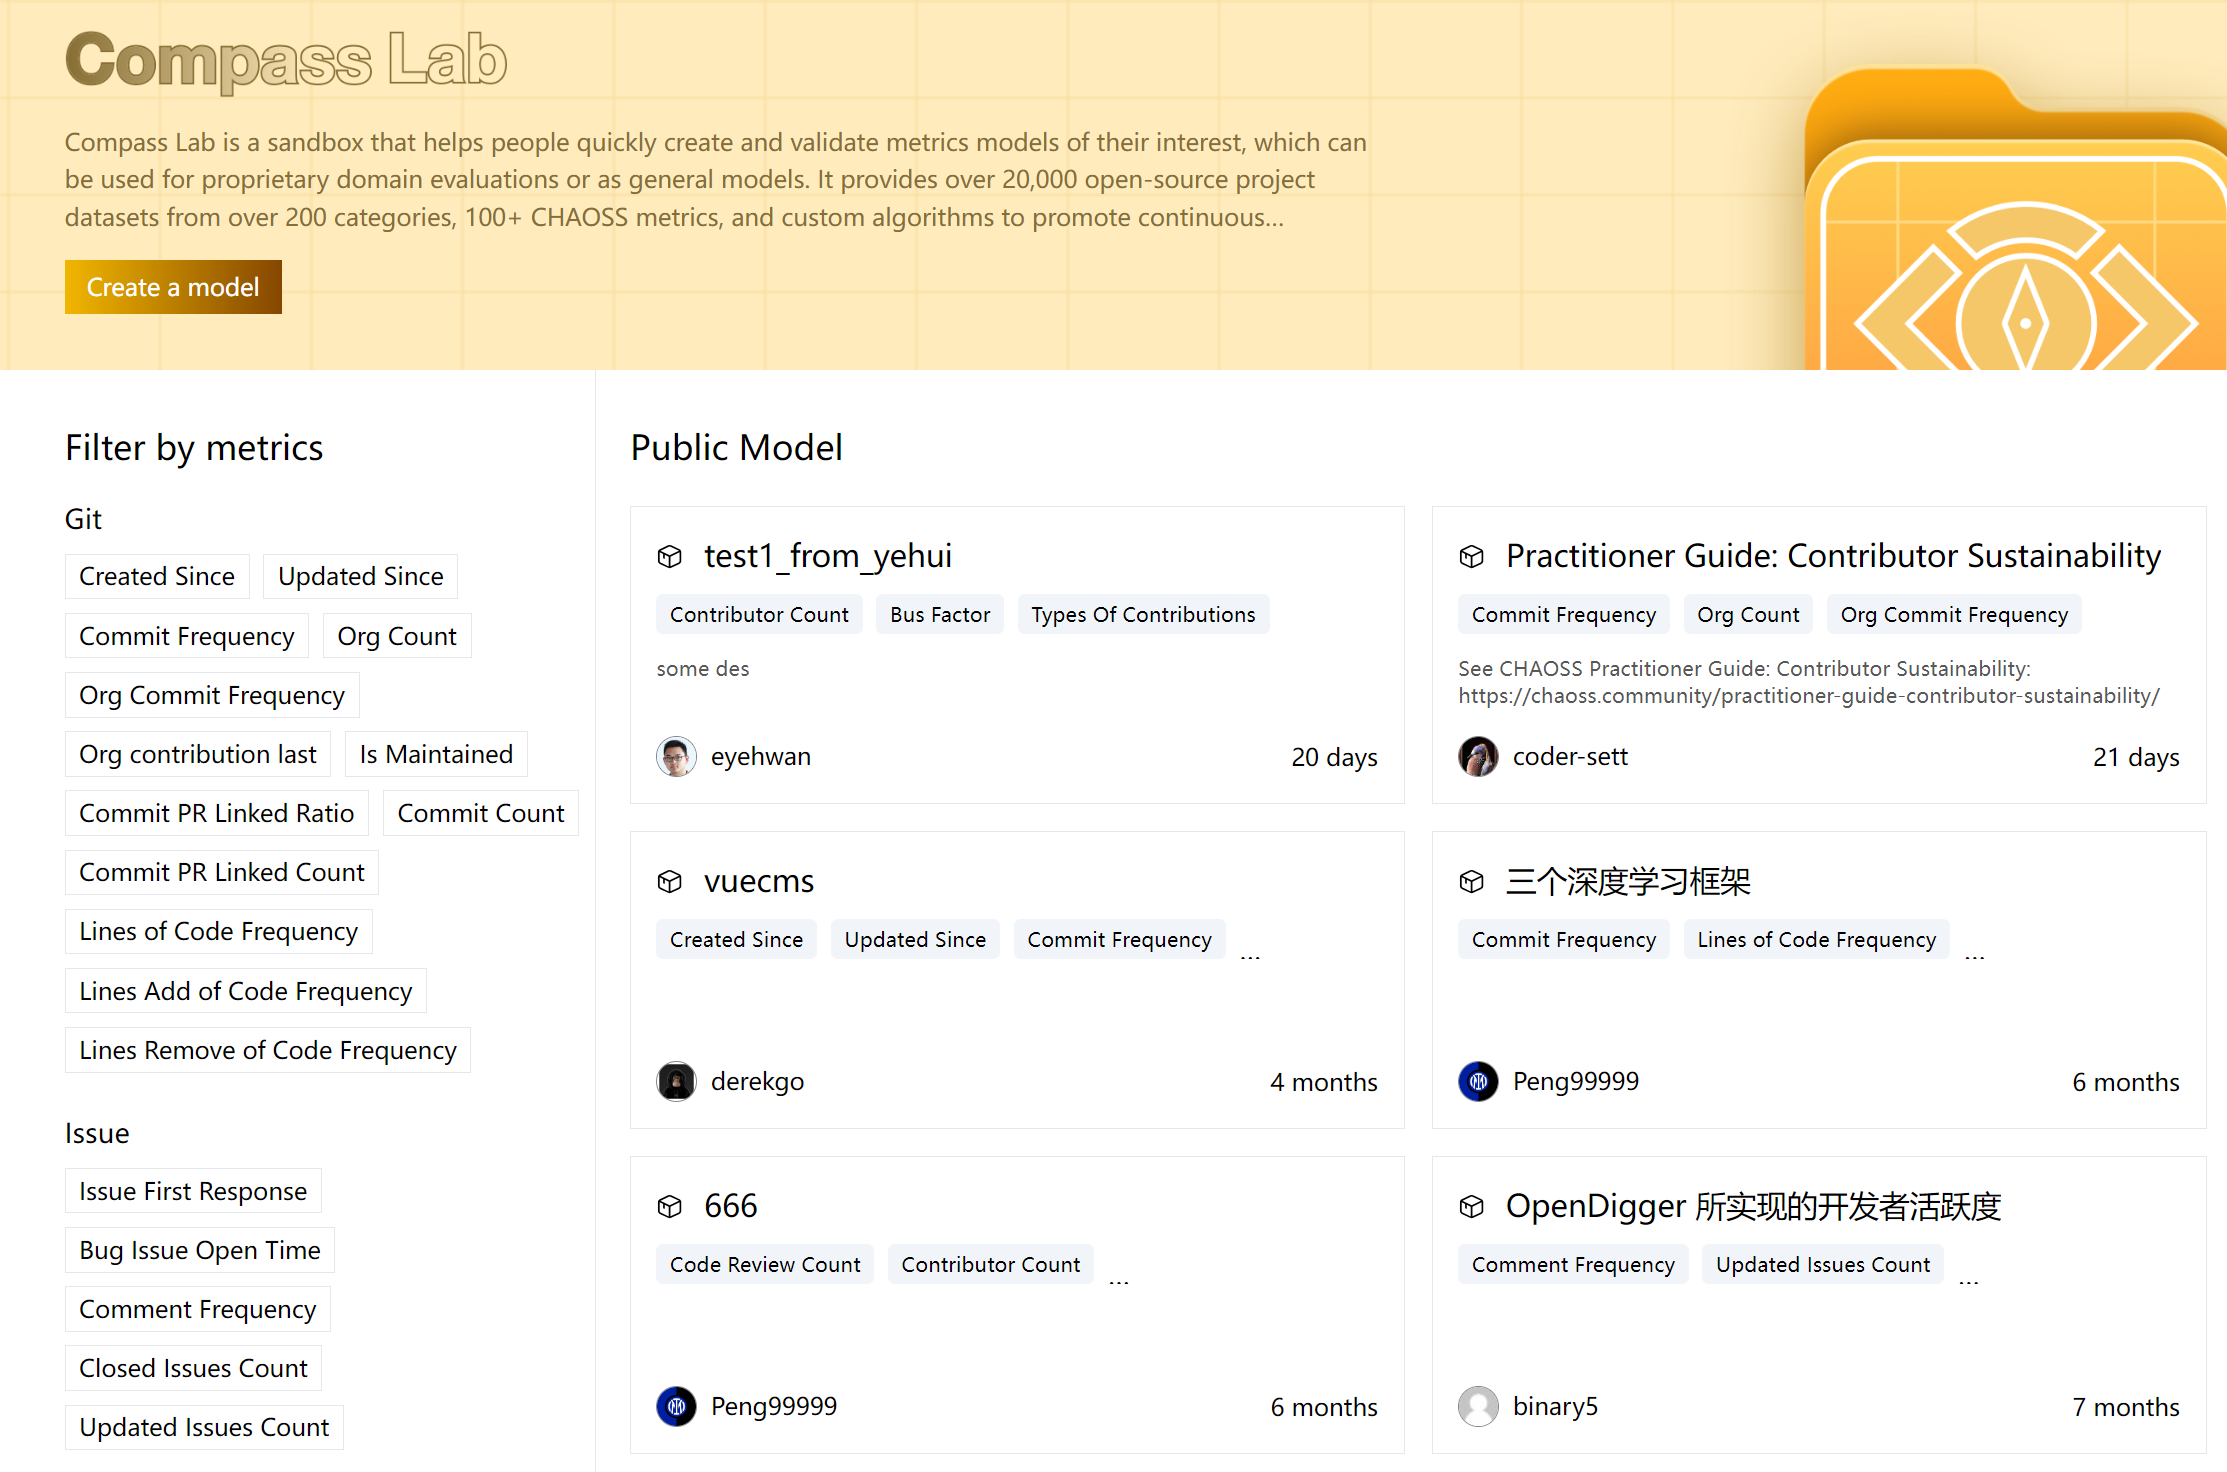 Compass Lab
Compass Lab is a sandbox that helps people quickly create and validate metrics models of their interest, which can
be used for proprietary domain evaluations or as general models. It provides over 20,000 open-source project
datasets from over 200 categories, 100+ CHAOSS metrics, and custom algorithms to promote continuous...
Create a model
Filter by metrics
Git
Created Since
Updated Since
Commit Frequency
Org Count
Org Commit Frequency
Org contribution last
Is Maintained
Commit PR Linked Ratio
Commit Count
Commit PR Linked Count
Lines of Code Frequency
Lines Add of Code Frequency
Lines Remove of Code Frequency
Issue
Issue First Response
Bug Issue Open Time
Comment Frequency
Closed Issues Count
Updated Issues Count
Public Model
test1_from_yehui
Contributor Count
Bus Factor
Types Of Contributions
some des
eyehwan
20 days
Practitioner Guide: Contributor Sustainability
Commit Frequency
Org Count
Org Commit Frequency
See CHAOSS Practitioner Guide: Contributor Sustainability:
https://chaoss.community/practitioner-guide-contributor-sustainability/
coder-sett
21 days
vuecms
Created Since
Updated Since
Commit Frequency
...
derekgo
4 months
三个深度学习框架
Commit Frequency
Lines of Code Frequency
...
Peng99999
6 months
666
Code Review Count
Contributor Count
...
Peng99999
6 months
OpenDigger 所实现的开发者活跃度
Comment Frequency
Updated Issues Count
...
binary5
7 months